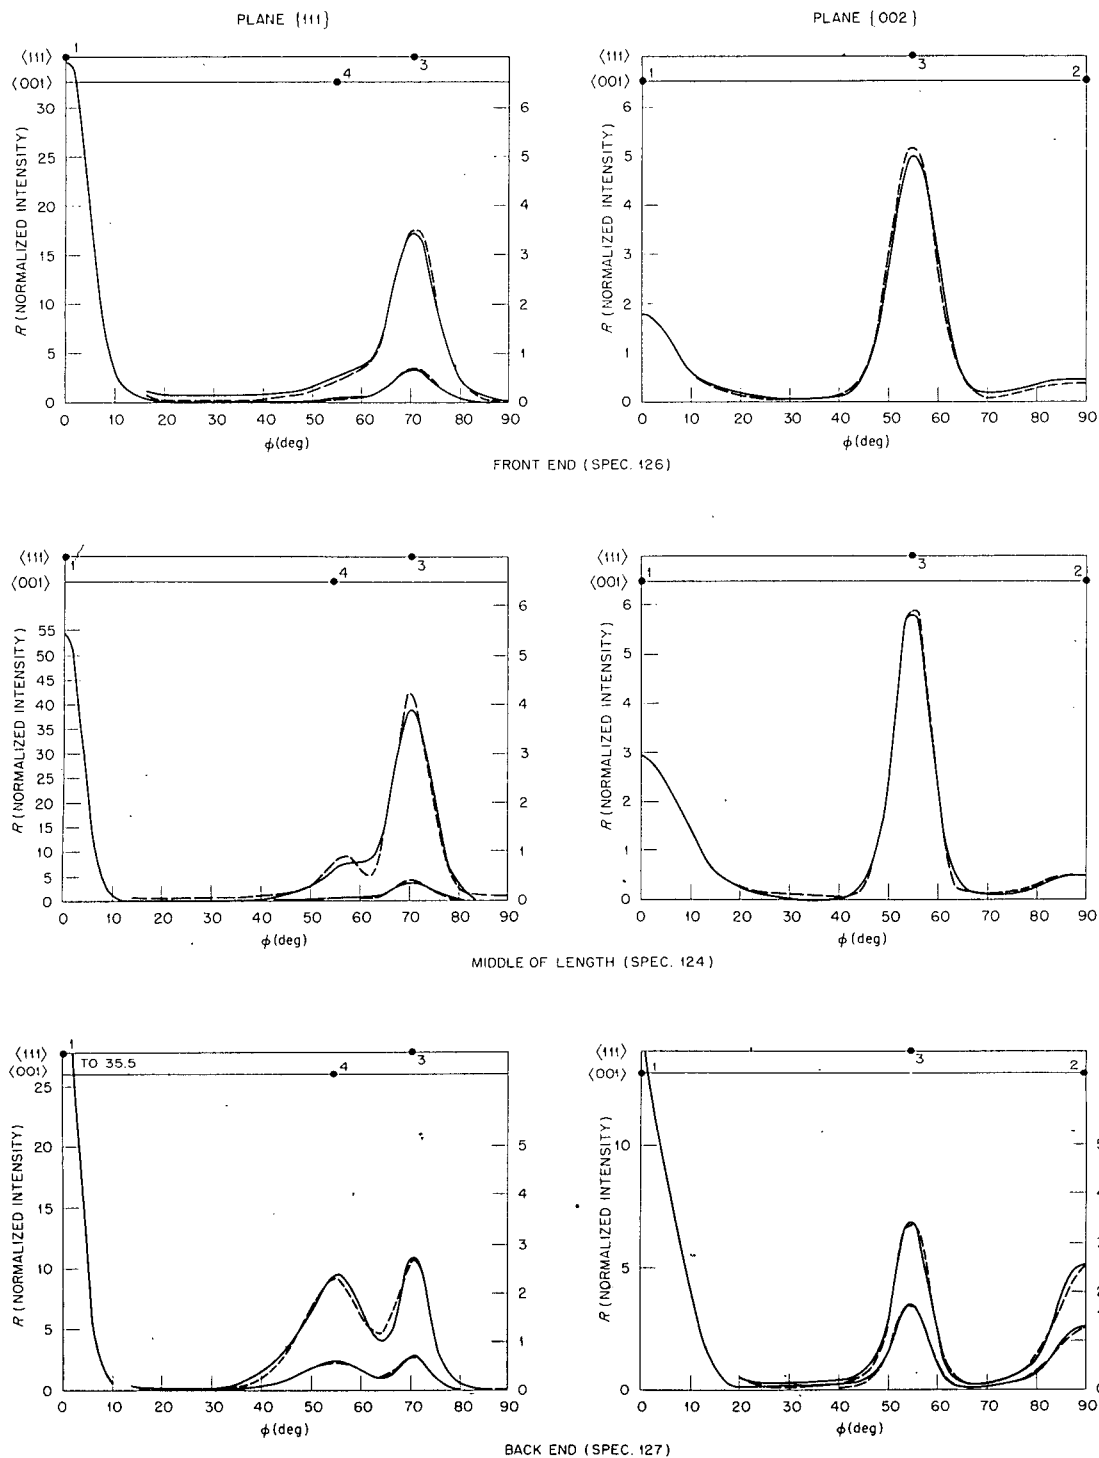 PLANE {111}
PLANE {002}
⟨111⟩ 1 3
⟨001⟩ 4
R (NORMALIZED INTENSITY)
30 25 20 15 10 5 0
6 5 4 3 2 1 0
0 10 20 30 40 50 60 70 80 90
ϕ(deg)
⟨111⟩ 3
⟨001⟩ 1 2
R (NORMALIZED INTENSITY)
6 5 4 3 2 1 0
0 10 20 30 40 50 60 70 80 90
ϕ(deg)
FRONT END (SPEC. 126)
⟨111⟩ 1 3
⟨001⟩ 4
R (NORMALIZED INTENSITY)
55 50 45 40 35 30 25 20 15 10 5 0
6 5 4 3 2 1 0
0 10 20 30 40 50 60 70 80 90
ϕ(deg)
⟨111⟩ 3
⟨001⟩ 1 2
R (NORMALIZED INTENSITY)
6 5 4 3 2 1 0
0 10 20 30 40 50 60 70 80 90
ϕ(deg)
MIDDLE OF LENGTH (SPEC. 124)
⟨111⟩ 1 TO 35.5 3
⟨001⟩ 4
R (NORMALIZED INTENSITY)
25 20 15 10 5 0
5 4 3 2 1 0
0 10 20 30 40 50 60 70 80 90
ϕ(deg)
⟨111⟩ 3
⟨001⟩ 1 2
R (NORMALIZED INTENSITY)
10 5 0
0 10 20 30 40 50 60 70 80 90
ϕ(deg)
BACK END (SPEC. 127)